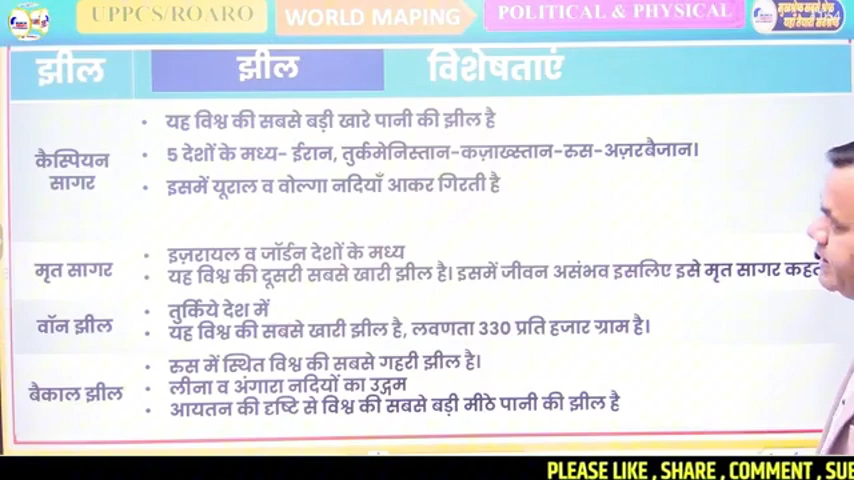 UPPCS/ROARO
WORLD MAPING
POLITICAL & PHYSICAL
झील
झील
विशेषताएं
कैस्पियन
सागर
• यह विश्व की सबसे बड़ी खारे पानी की झील है
• 5 देशों के मध्य- ईरान, तुर्कमेनिस्तान-कज़ाख्स्तान-रुस-अज़रबैजान।
• इसमें यूराल व वोल्गा नदियाँ आकर गिरती है
मृत सागर
• इज़रायल व जॉर्डन देशों के मध्य
• यह विश्व की दूसरी सबसे खारी झील है। इसमें जीवन असंभव इसलिए इसे मृत सागर
वॉन झील
• तुर्किये देश में
• यह विश्व की सबसे खारी झील है, लवणता 330 प्रति हजार ग्राम है।
बैकाल झील
• रुस में स्थित विश्व की सबसे गहरी झील है।
• लीना व अंगारा नदियों का उद्गम
• आयतन की दृष्टि से विश्व की सबसे बड़ी मीठे पानी की झील है
PLEASE LIKE , SHARE , COMMENT ,